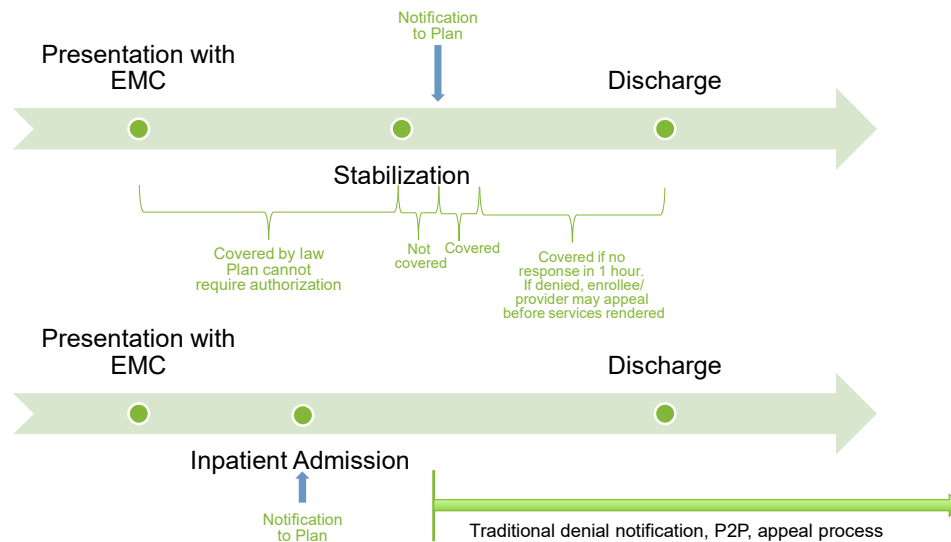 Notification
to Plan
Presentation with
EMC
Discharge
Stabilization
Covered by law
Plan cannot
require authorization
Not
covered
Covered
Covered if no
response in 1 hour.
If denied, enrollee/
provider may appeal
before services rendered
Presentation with
EMC
Discharge
Inpatient Admission
Notification
to Plan
Traditional denial notification, P2P, appeal process